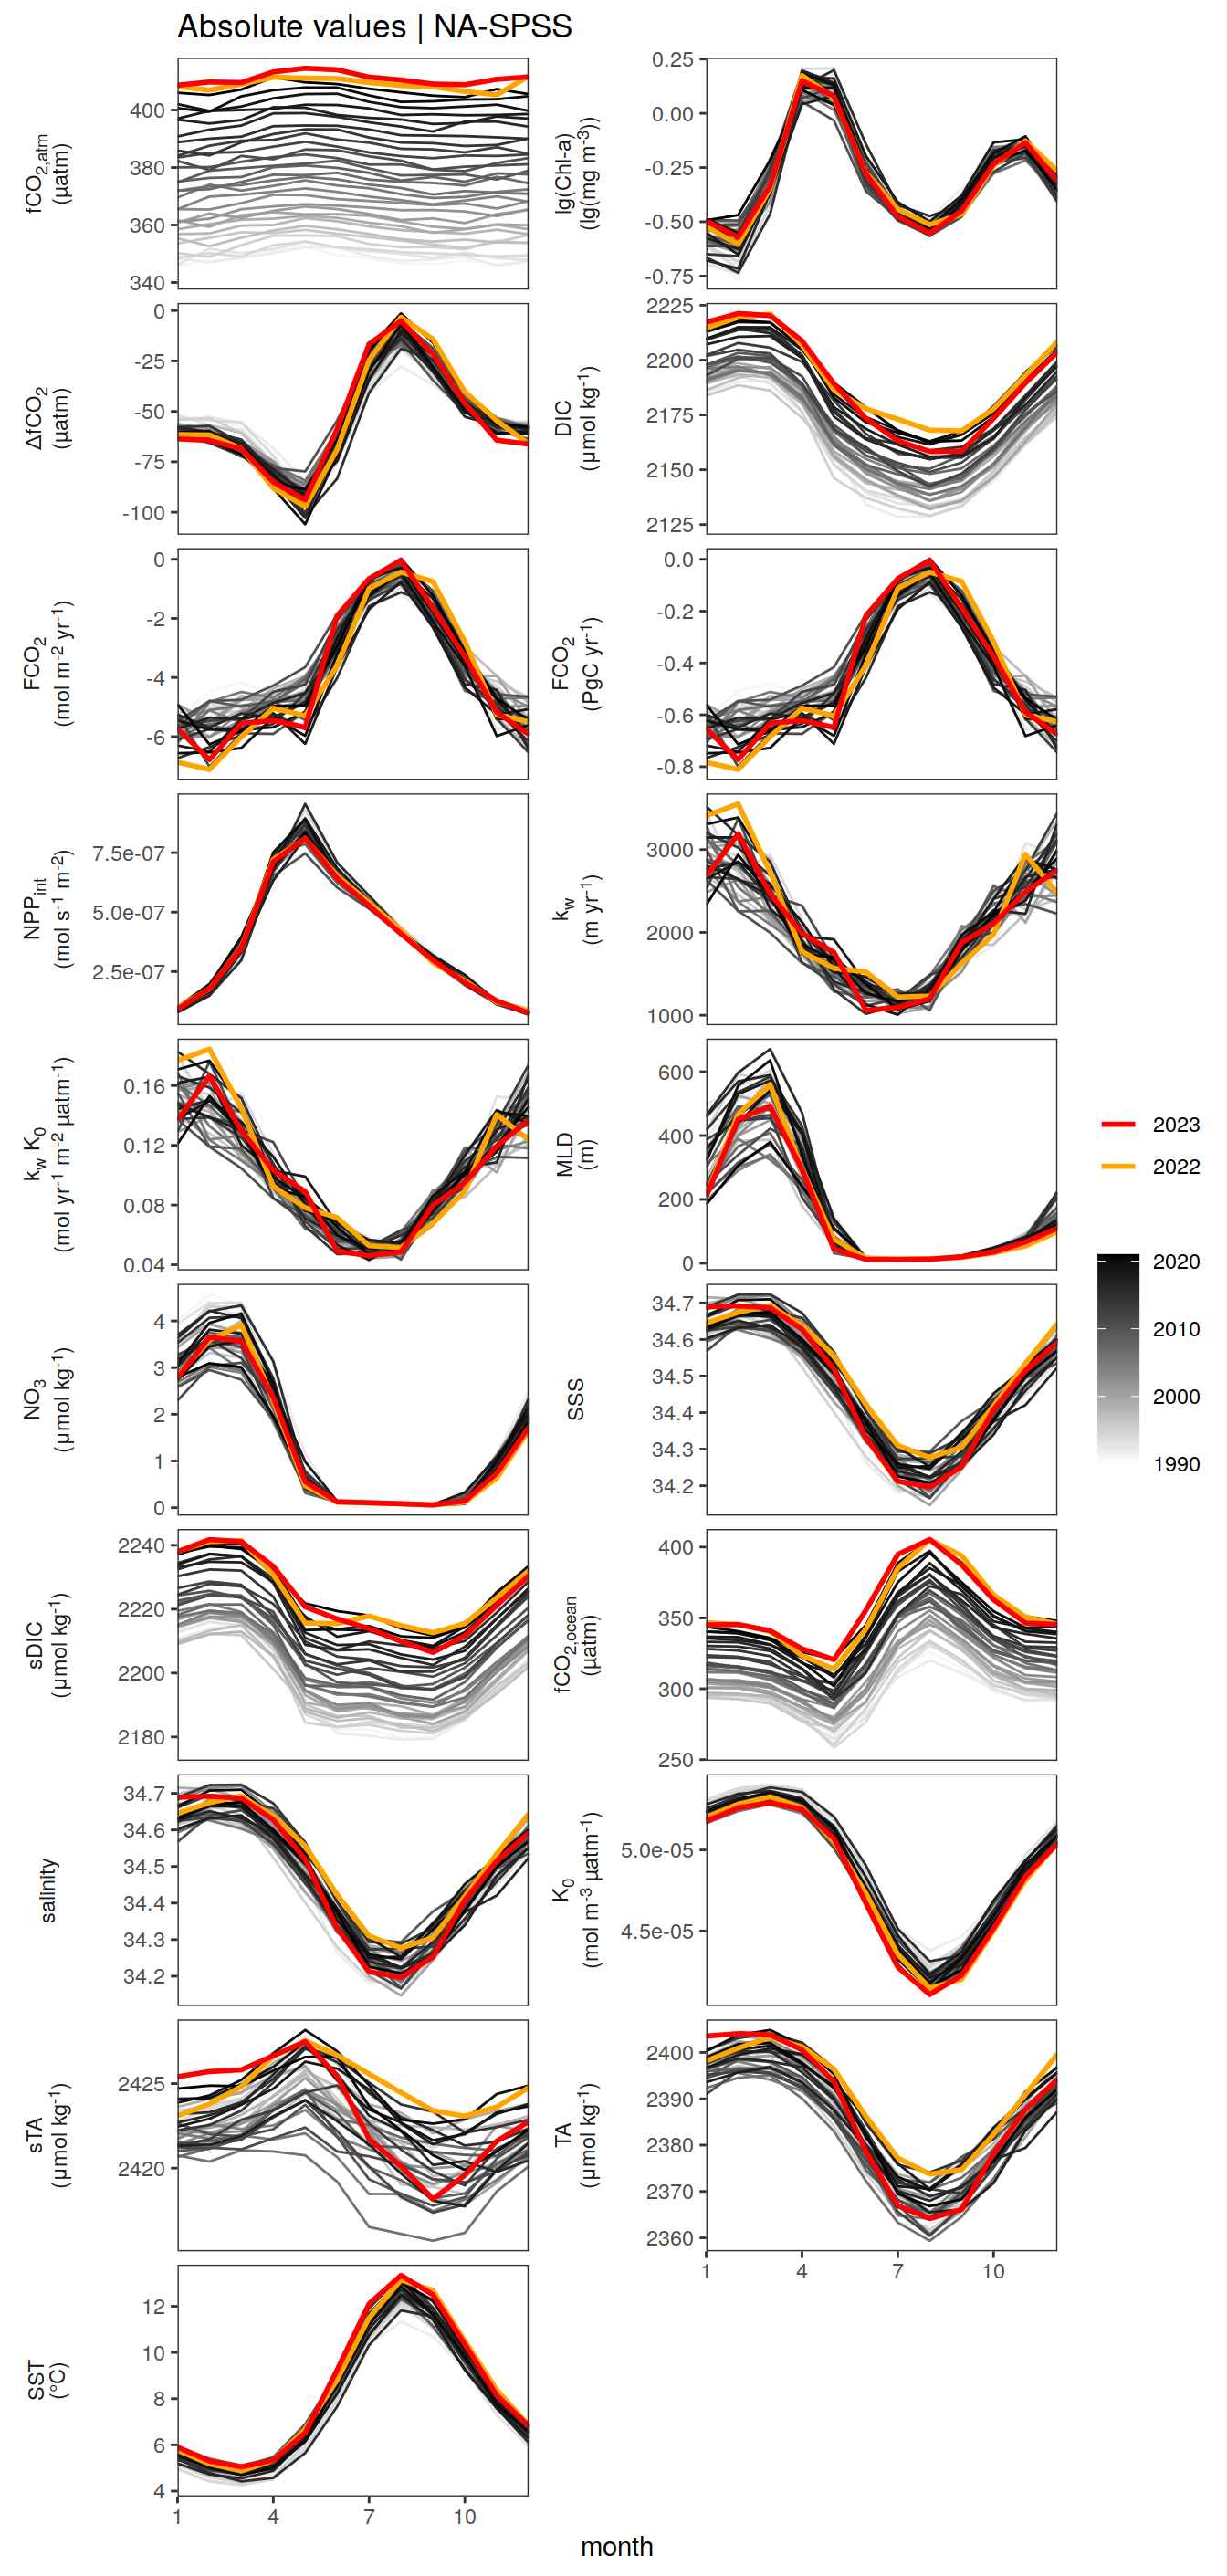 Absolute values | NA-SPSS
fCO2,atm
(µatm)
400
380
360
340
lg(Chl-a)
(lg(mg m-3))
0.25
0.00
-0.25
-0.50
-0.75
ΔfCO2
(µatm)
0
-25
-50
-75
-100
DIC
(µmol kg-1)
2225
2200
2175
2150
2125
FCO2
(mol m-2 yr-1)
0
-2
-4
-6
FCO2
(PgC yr-1)
0.0
-0.2
-0.4
-0.6
-0.8
NPPint
(mol s-1 m-2)
7.5e-07
5.0e-07
2.5e-07
kw
(m yr-1)
3000
2000
1000
kw K0
(mol yr-1 m-2 µatm-1)
0.16
0.12
0.08
0.04
MLD
(m)
600
400
200
0
2023
2022
2020
2010
2000
1990
NO3
(µmol kg-1)
4
3
2
1
0
SSS
34.7
34.6
34.5
34.4
34.3
34.2
sDIC
(µmol kg-1)
2240
2220
2200
2180
fCO2,ocean
(µatm)
400
350
300
250
salinity
34.7
34.6
34.5
34.4
34.3
34.2
K0
(mol m-3 µatm-1)
5.0e-05
4.5e-05
sTA
(µmol kg-1)
2425
2420
TA
(µmol kg-1)
2400
2390
2380
2370
2360
1 4 7 10
SST
(°C)
12
10
8
6
4
1 4 7 10
month